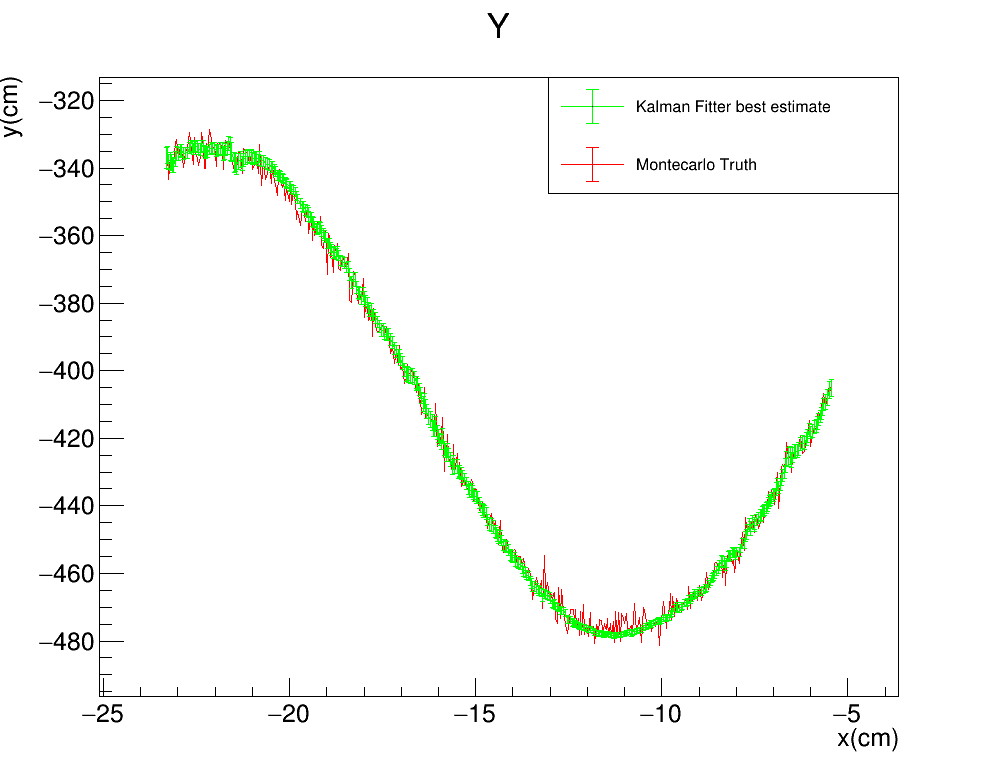 Y
y(cm)
Kalman Fitter best estimate
Montecarlo Truth
−320
−340
−360
−380
−400
−420
−440
−460
−480
−25 −20 −15 −10 −5
x(cm)